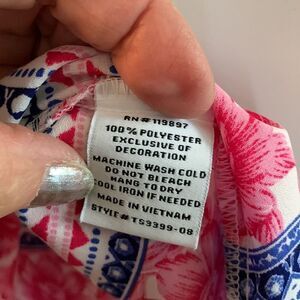 RN # 119897
100% POLYESTER
EXCLUSIVE OF
DECORATION
MACHINE WASH COLD
DO NOT BLEACH
HANG TO DRY
COOL IRON IF NEEDED
MADE IN VIETNAM
STYLE# TS3399-08